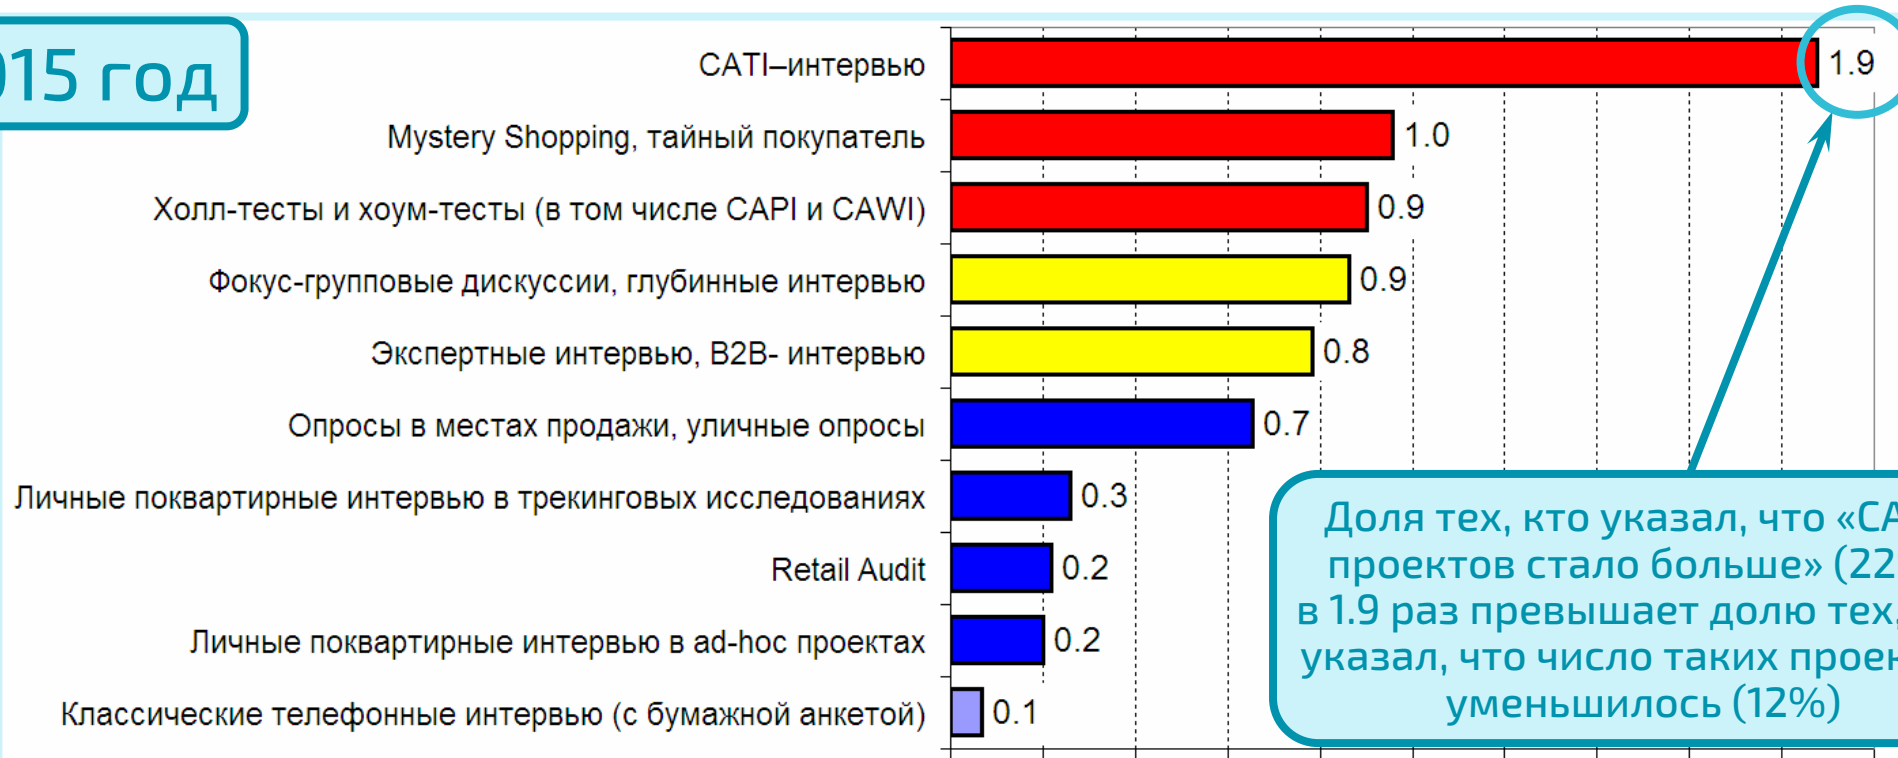 015 год
CATI–интервью 1.9
Mystery Shopping, тайный покупатель 1.0
Холл-тесты и хоум-тесты (в том числе CAPI и CAWI) 0.9
Фокус-групповые дискуссии, глубинные интервью 0.9
Экспертные интервью, B2B- интервью 0.8
Опросы в местах продажи, уличные опросы 0.7
Личные поквартирные интервью в трекинговых исследованиях 0.3
Retail Audit 0.2
Личные поквартирные интервью в ad-hoc проектах 0.2
Классические телефонные интервью (с бумажной анкетой) 0.1
Доля тех, кто указал, что «CA
проектов стало больше» (22
в 1.9 раз превышает долю тех,
указал, что число таких проек
уменьшилось (12%)